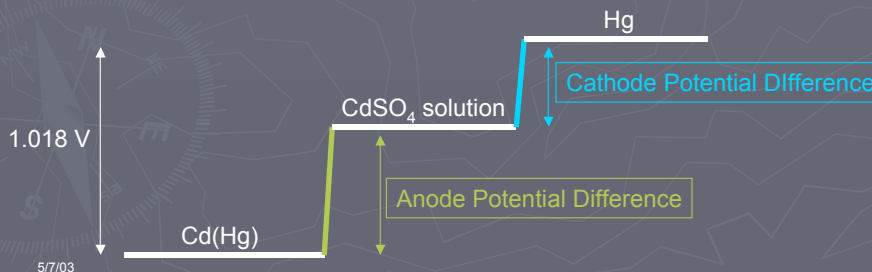 Hg
Cathode Potential DIfference
CdSO₄ solution
1.018 V
Anode Potential Difference
Cd(Hg)
5/7/03
N
E
S